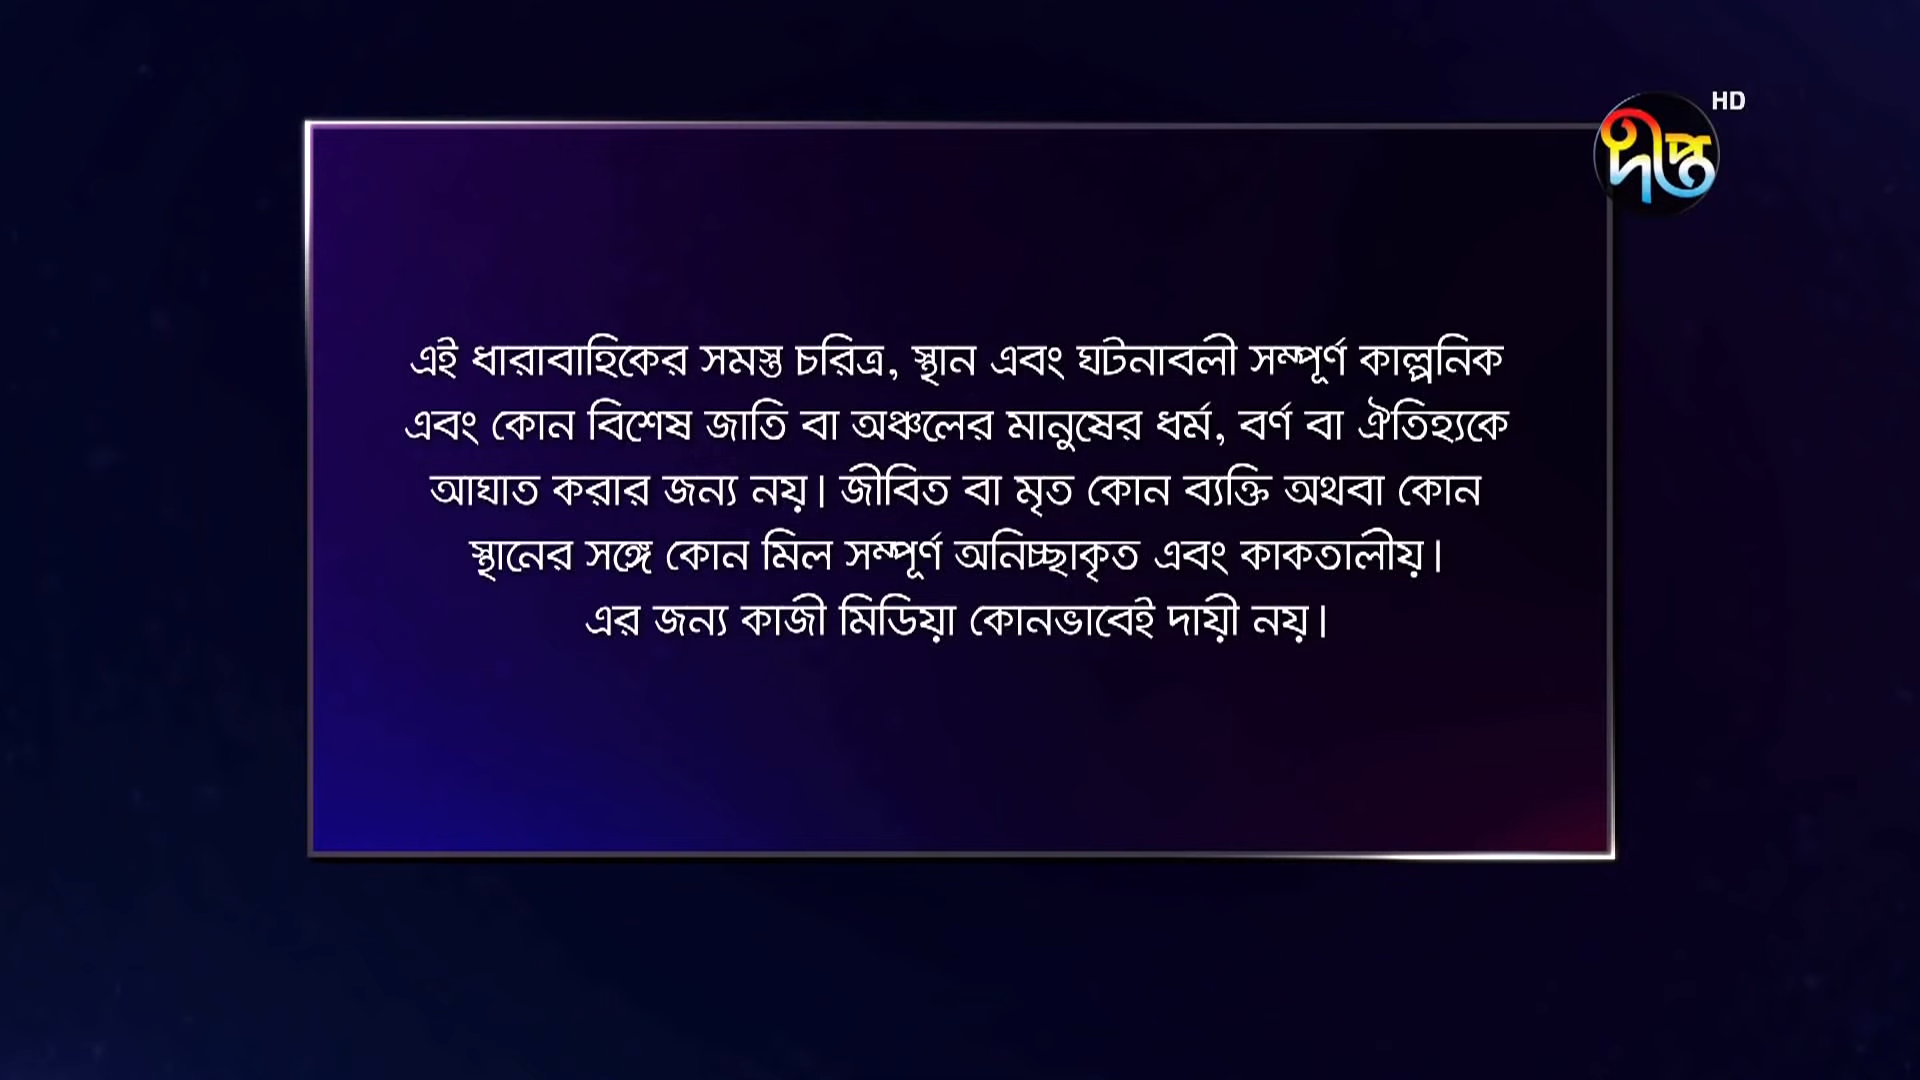 HD
দীপ্ত
এই ধারাবাহিকের সমস্ত চরিত্র, স্থান এবং ঘটনাবলী সম্পূর্ণ কাল্পনিক
এবং কোন বিশেষ জাতি বা অঞ্চলের মানুষের ধর্ম, বর্ণ বা ঐতিহ্যকে
আঘাত করার জন্য নয়। জীবিত বা মৃত কোন ব্যক্তি অথবা কোন
স্থানের সঙ্গে কোন মিল সম্পূর্ণ অনিচ্ছাকৃত এবং কাকতালীয়।
এর জন্য কাজী মিডিয়া কোনভাবেই দায়ী নয়।